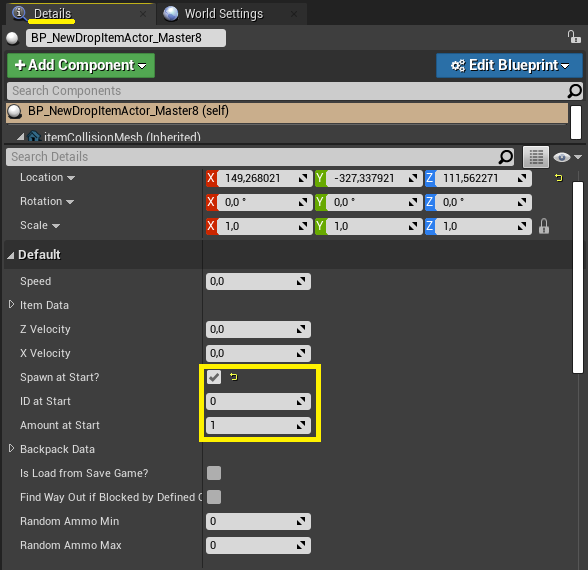 Details World Settings
BP_NewDropItemActor_Master8
+ Add Component Edit Blueprint
Search Components
BP_NewDropItemActor_Master8 (self)
itemCollisionMesh (Inherited)
Search Details
Location X 149,268021 Y -327,337921 Z 111,562271
Rotation X 0,0 ° Y 0,0 ° Z 0,0 °
Scale X 1,0 Y 1,0 Z 1,0
Default
Speed 0,0
Item Data
Z Velocity 0,0
X Velocity 0,0
Spawn at Start?
ID at Start 0
Amount at Start 1
Backpack Data
Is Load from Save Game?
Find Way Out if Blocked by Defined
Random Ammo Min 0
Random Ammo Max 0